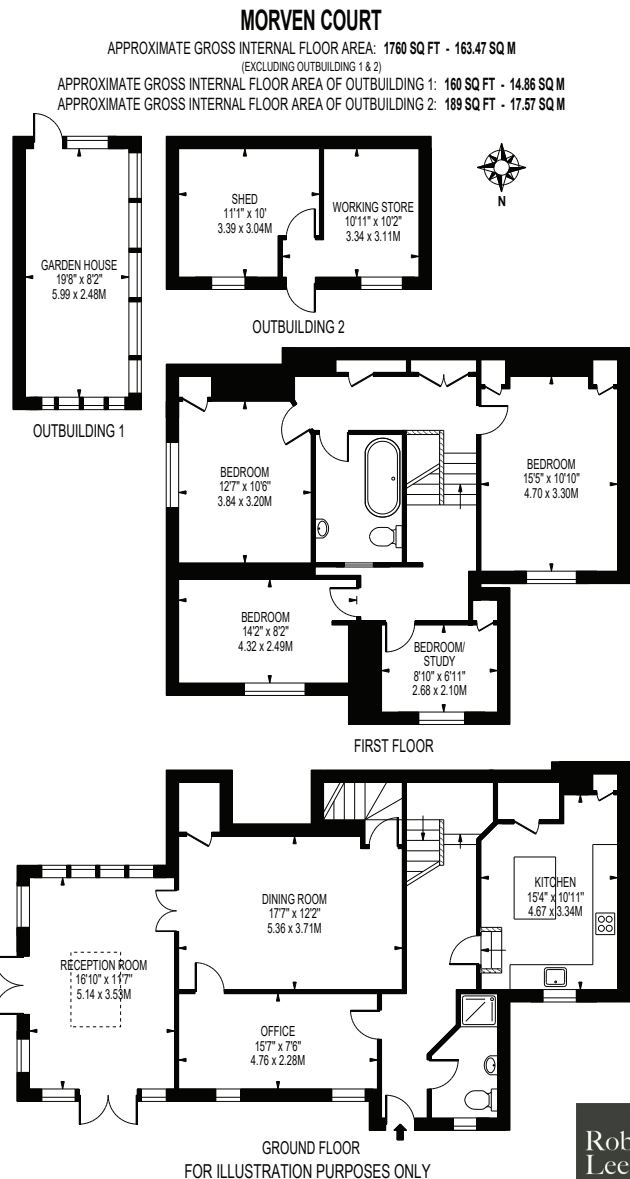 MORVEN COURT
APPROXIMATE GROSS INTERNAL FLOOR AREA: 1760 SQ FT - 163.47 SQ M
(EXCLUDING OUTBUILDING 1 & 2)
APPROXIMATE GROSS INTERNAL FLOOR AREA OF OUTBUILDING 1: 160 SQ FT - 14.86 SQ M
APPROXIMATE GROSS INTERNAL FLOOR AREA OF OUTBUILDING 2: 189 SQ FT - 17.57 SQ M
GARDEN HOUSE
19'8" x 8'2"
5.99 x 2.48M
OUTBUILDING 1
SHED
11'1" x 10'
3.39 x 3.04M
WORKING STORE
10'11" x 10'2"
3.34 x 3.11M
OUTBUILDING 2
N
BEDROOM
12'7" x 10'6"
3.84 x 3.20M
BEDROOM
15'5" x 10'10"
4.70 x 3.30M
BEDROOM
14'2" x 8'2"
4.32 x 2.49M
BEDROOM/
STUDY
8'10" x 6'11"
2.68 x 2.10M
FIRST FLOOR
DINING ROOM
17'7" x 12'2"
5.36 x 3.71M
KITCHEN
15'4" x 10'11"
4.67 x 3.34M
RECEPTION ROOM
16'10" x 11'7"
5.14 x 3.53M
OFFICE
15'7" x 7'6"
4.76 x 2.28M
GROUND FLOOR
FOR ILLUSTRATION PURPOSES ONLY
Rob
Lee